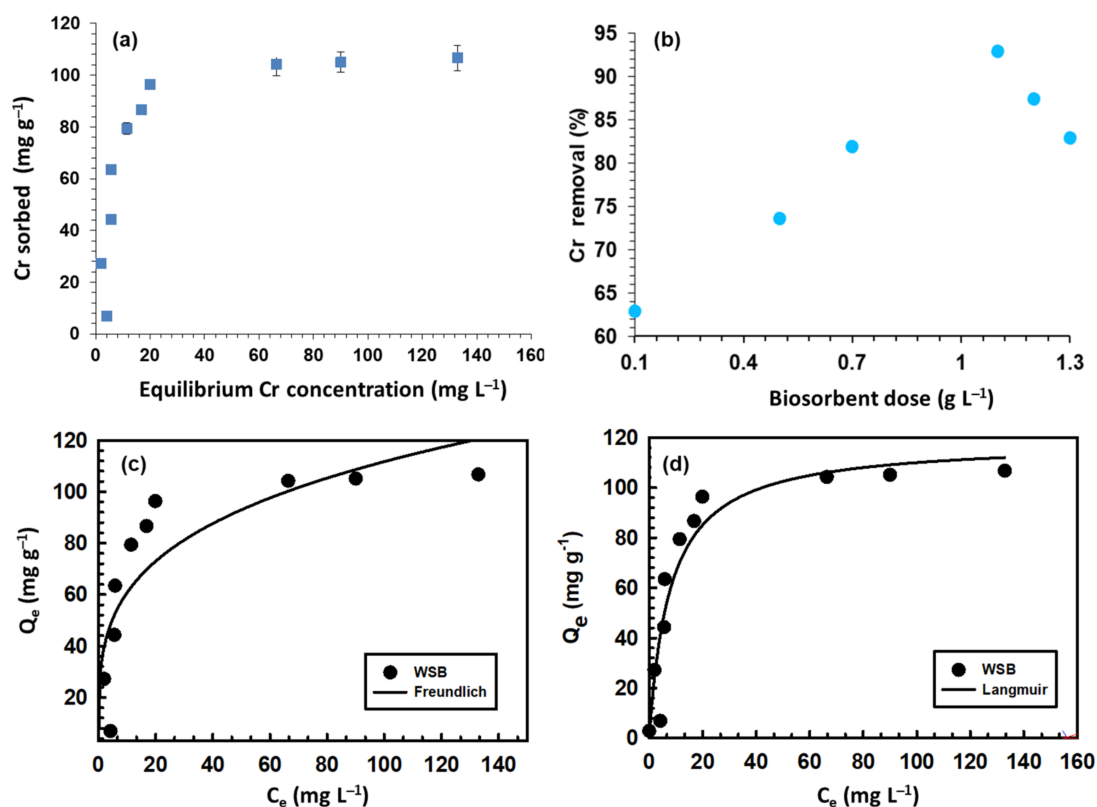 (a)
Cr sorbed (mg g⁻¹)
120
100
80
60
40
20
0
0 20 40 60 80 100 120 140 160
Equilibrium Cr concentration (mg L⁻¹)
(b)
Cr removal (%)
95
90
85
80
75
70
65
60
0.1 0.4 0.7 1 1.3
Biosorbent dose (g L⁻¹)
(c)
Qₑ (mg g⁻¹)
120
100
80
60
40
20
WSB
Freundlich
0 20 40 60 80 100 120 140
Cₑ (mg L⁻¹)
(d)
Qₑ (mg g⁻¹)
120
100
80
60
40
20
0
WSB
Langmuir
0 20 40 60 80 100 120 140 160
Cₑ (mg L⁻¹)